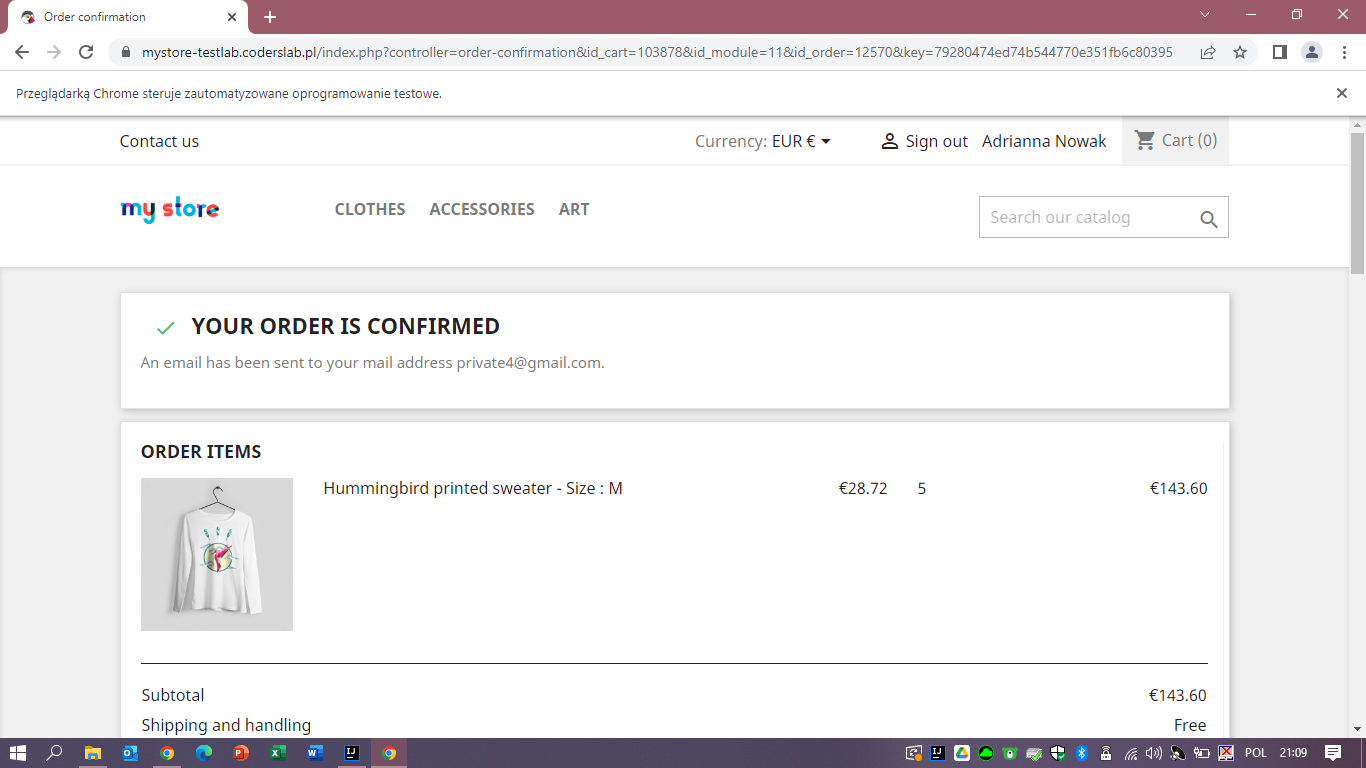 Order confirmation
mystore-testlab.coderslab.pl/index.php?controller=order-confirmation&id_cart=103878&id_module=11&id_order=12570&key=79280474ed74b544770e351fb6c80395
Przeglądarką Chrome steruje zautomatyzowane oprogramowanie testowe.
Contact us Currency: EUR € Sign out Adrianna Nowak Cart (0)
my store CLOTHES ACCESSORIES ART Search our catalog
YOUR ORDER IS CONFIRMED
An email has been sent to your mail address private4@gmail.com.
ORDER ITEMS
Hummingbird printed sweater - Size : M €28.72 5 €143.60
Subtotal €143.60
Shipping and handling Free
POL 21:09